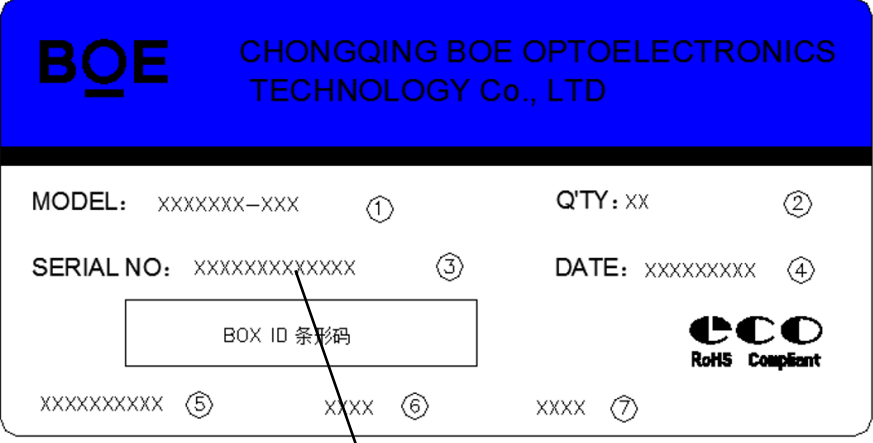 BOE
CHONGQING BOE OPTOELECTRONICS
TECHNOLOGY Co., LTD
MODEL: XXXXXXX-XXX ①
Q'TY: XX ②
SERIAL NO: XXXXXXXXXXXXX ③
DATE: XXXXXXXXX ④
BOX ID 条形码
eco
RoHS Compliant
XXXXXXXXXX ⑤
XXXX ⑥
XXXX ⑦